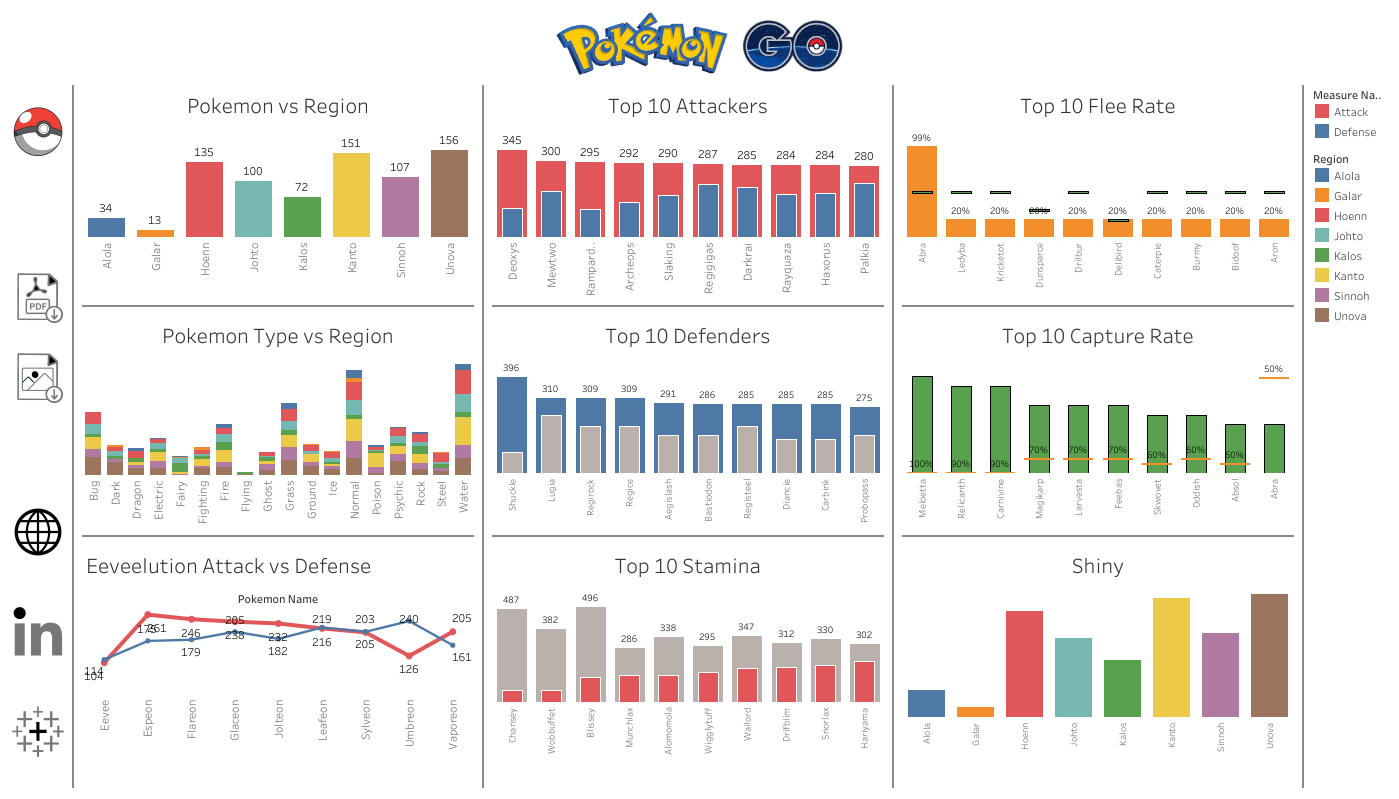 POKéMON GO
Pokemon vs Region
34
13
135
100
72
151
107
156
Alola
Galar
Hoenn
Johto
Kalos
Kanto
Sinnoh
Unova
Top 10 Attackers
345
300
295
292
290
287
285
284
284
280
Deoxys
Mewtwo
Rampard..
Archeops
Slaking
Regigigas
Darkrai
Rayquaza
Haxorus
Palkia
Top 10 Flee Rate
99%
20%
20%
20%
20%
20%
20%
20%
20%
20%
Abra
Ledyba
Kricketot
Dunsparce
Drilbur
Delibird
Caterpie
Burmy
Bidoof
Aron
Measure Na..
Attack
Defense
Region
Alola
Galar
Hoenn
Johto
Kalos
Kanto
Sinnoh
Unova
PDF
Pokemon Type vs Region
Bug
Dark
Dragon
Electric
Fairy
Fighting
Fire
Flying
Ghost
Grass
Ground
Ice
Normal
Poison
Psychic
Rock
Steel
Water
Top 10 Defenders
396
310
309
309
291
286
285
285
285
275
Shuckle
Lugia
Regirock
Regice
Aegislash
Bastiodon
Registeel
Diancie
Carbink
Probopass
Top 10 Capture Rate
100%
90%
90%
70%
70%
70%
60%
60%
50%
50%
Meloetta
Relicanth
Carnivine
Magikarp
Larvesta
Feebas
Skwovet
Oddish
Absol
Abra
Eeveelution Attack vs Defense
Pokemon Name
114
104
175
261
246
179
205
238
232
182
219
216
203
205
240
126
205
161
Eevee
Espeon
Flareon
Glaceon
Jolteon
Leafeon
Sylveon
Umbreon
Vaporeon
Top 10 Stamina
487
382
496
286
338
295
347
312
330
302
Chansey
Wobbuffet
Blissey
Munchlax
Alomomola
Wigglytuff
Wailord
Drifblim
Snorlax
Hariyama
Shiny
Alola
Galar
Hoenn
Johto
Kalos
Kanto
Sinnoh
Unova
in